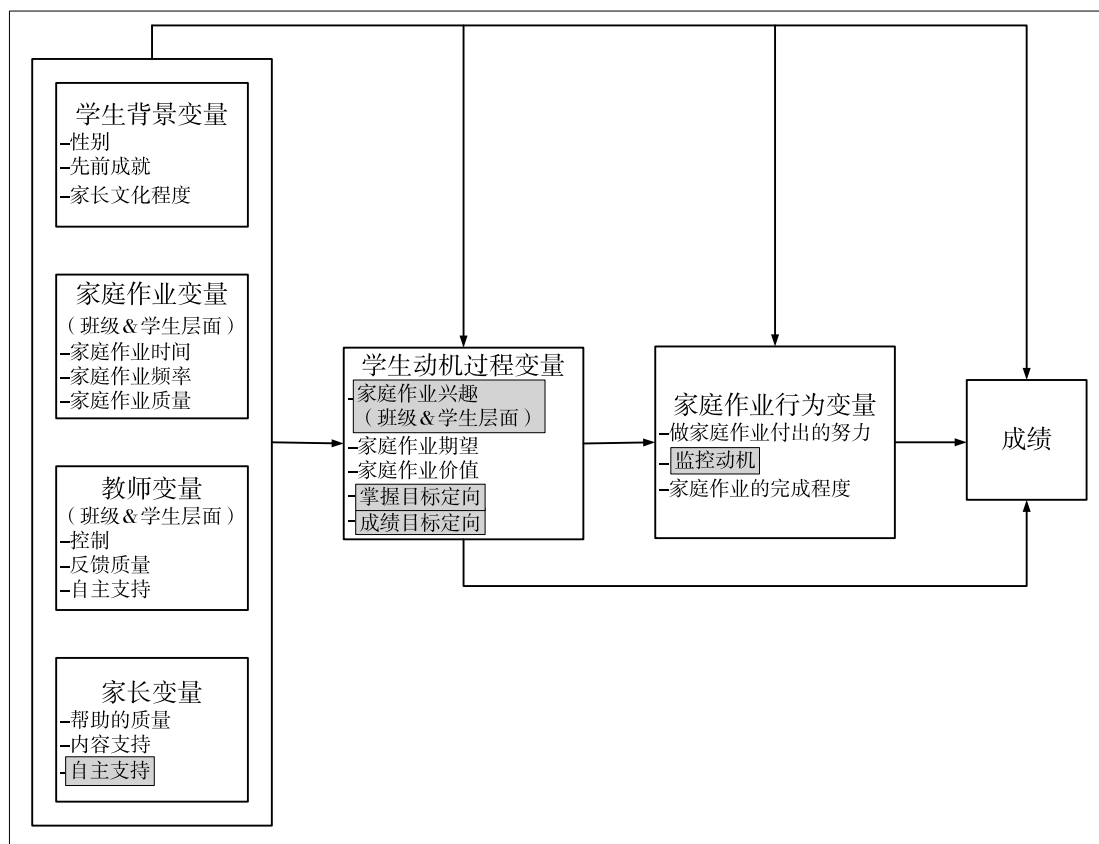 学生背景变量
–性别
–先前成就
–家长文化程度
家庭作业变量
（班级&学生层面）
–家庭作业时间
–家庭作业频率
–家庭作业质量
教师变量
（班级&学生层面）
–控制
–反馈质量
–自主支持
家长变量
–帮助的质量
–内容支持
–自主支持
学生动机过程变量
–家庭作业兴趣
（班级&学生层面）
–家庭作业期望
–家庭作业价值
–掌握目标定向
–成绩目标定向
家庭作业行为变量
–做家庭作业付出的努力
–监控动机
–家庭作业的完成程度
成绩